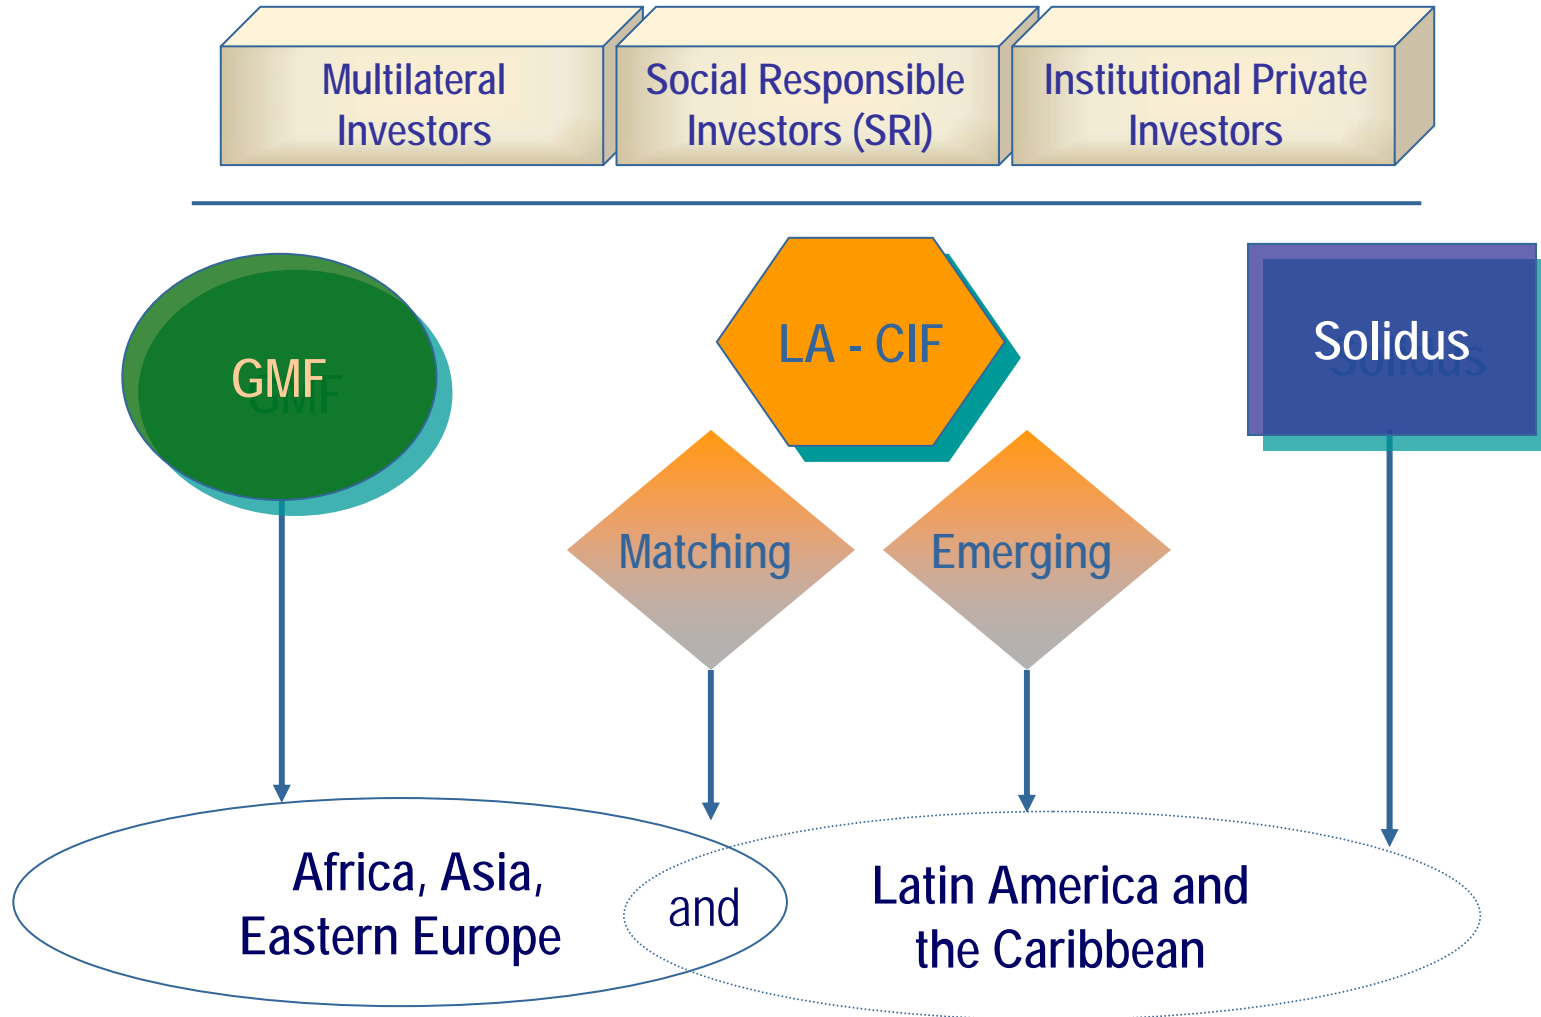 Multilateral
Investors
Social Responsible
Investors (SRI)
Institutional Private
Investors
GMF
LA - CIF
Solidus
Matching
Emerging
Africa, Asia,
Eastern Europe
and
Latin America and
the Caribbean